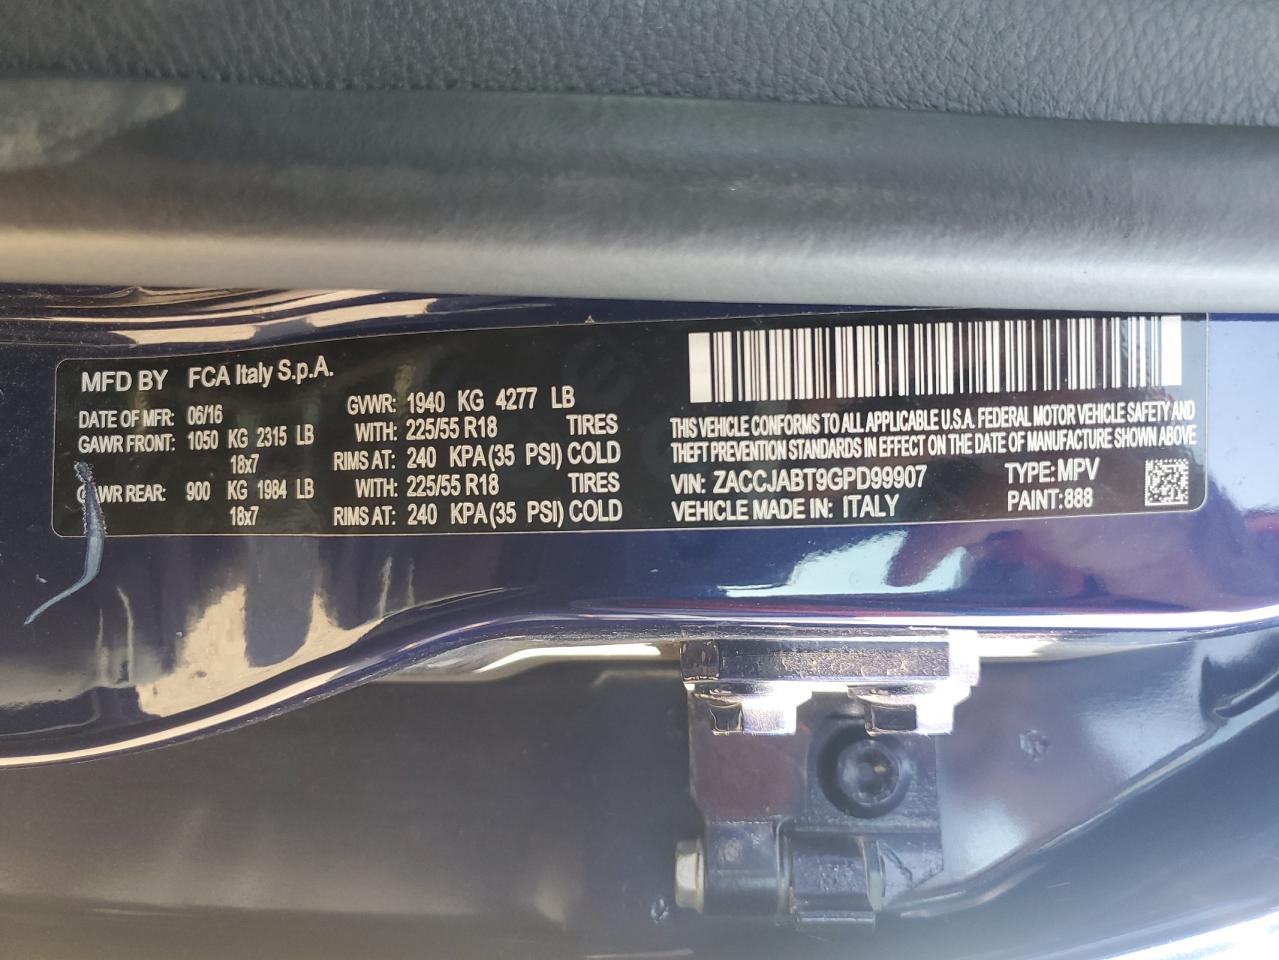 MFD BY FCA Italy S.p.A.
DATE OF MFR: 06/16 GVWR: 1940 KG 4277 LB
GAWR FRONT: 1050 KG 2315 LB WITH: 225/55 R18 TIRES
18x7 RIMS AT: 240 KPA(35 PSI) COLD
GAWR REAR: 900 KG 1984 LB WITH: 225/55 R18 TIRES
18x7 RIMS AT: 240 KPA(35 PSI) COLD
THIS VEHICLE CONFORMS TO ALL APPLICABLE U.S.A. FEDERAL MOTOR VEHICLE SAFETY AND
THEFT PREVENTION STANDARDS IN EFFECT ON THE DATE OF MANUFACTURE SHOWN ABOVE
VIN: ZACCJABT9GPD99907 TYPE:MPV
VEHICLE MADE IN: ITALY PAINT:888